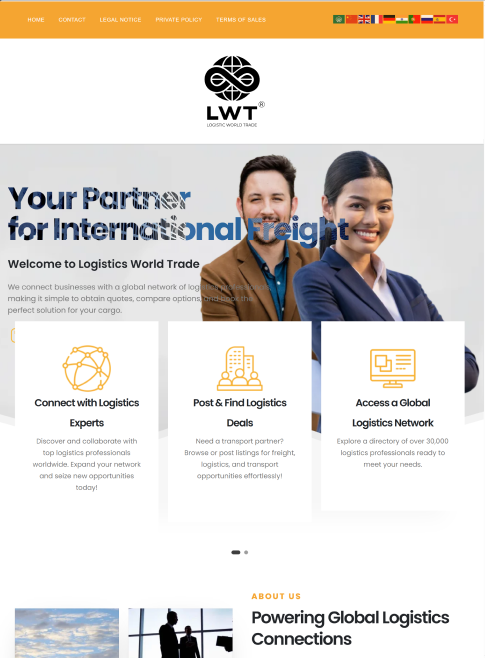 HOME CONTACT LEGAL NOTICE PRIVATE POLICY TERMS OF SALES
LWT®
LOGISTIC WORLD TRADE
Your Partner
for International Freight
Welcome to Logistics World Trade
We connect businesses with a global network of logistics professionals,
making it simple to obtain quotes, compare options, and book the
perfect solution for your cargo.
Connect with Logistics
Experts
Discover and collaborate with
top logistics professionals
worldwide. Expand your network
and seize new opportunities
today!
Post & Find Logistics
Deals
Need a transport partner?
Browse or post listings for freight,
logistics, and transport
opportunities effortlessly!
Access a Global
Logistics Network
Explore a directory of over 30,000
logistics professionals ready to
meet your needs.
ABOUT US
Powering Global Logistics
Connections